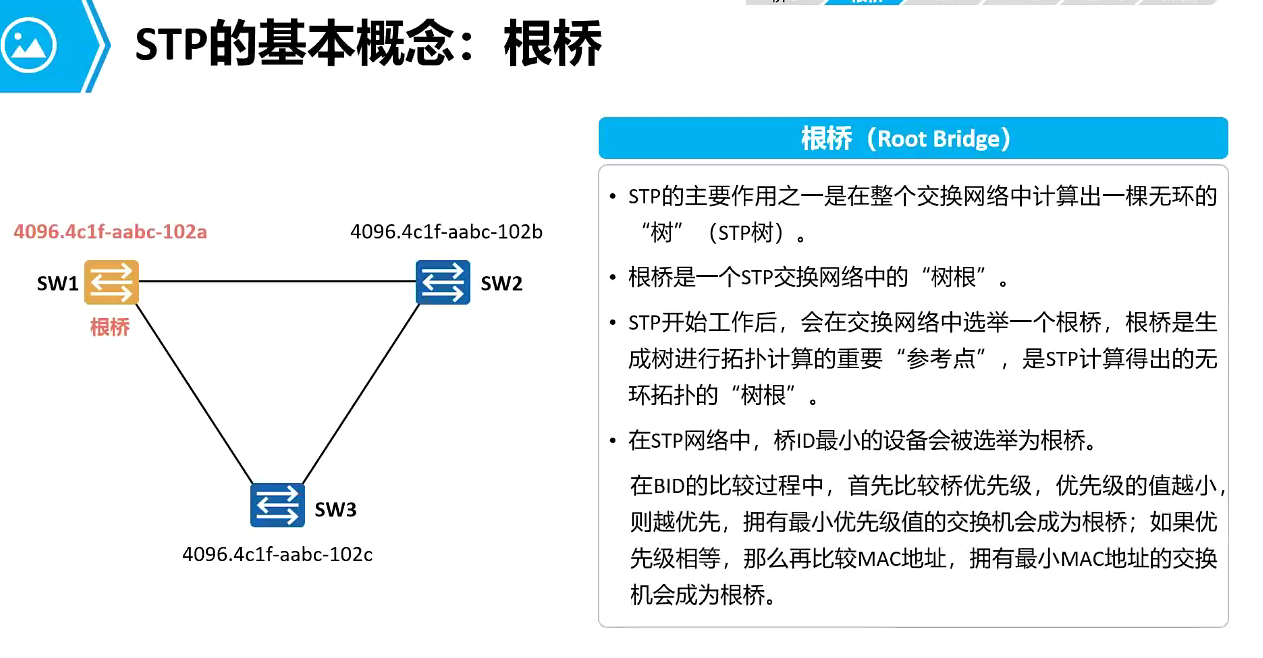 STP的基本概念：根桥
4096.4c1f-aabc-102a
4096.4c1f-aabc-102b
SW1
SW2
根桥
SW3
4096.4c1f-aabc-102c
根桥（Root Bridge）
• STP的主要作用之一是在整个交换网络中计算出一棵无环的
“树”（STP树）。
• 根桥是一个STP交换网络中的“树根”。
• STP开始工作后，会在交换网络中选举一个根桥，根桥是生
成树进行拓扑计算的重要“参考点”，是STP计算得出的无
环拓扑的“树根”。
• 在STP网络中，桥ID最小的设备会被选举为根桥。
在BID的比较过程中，首先比较桥优先级，优先级的值越小，
则越优先，拥有最小优先级值的交换机会成为根桥；如果优
先级相等，那么再比较MAC地址，拥有最小MAC地址的交换
机会成为根桥。